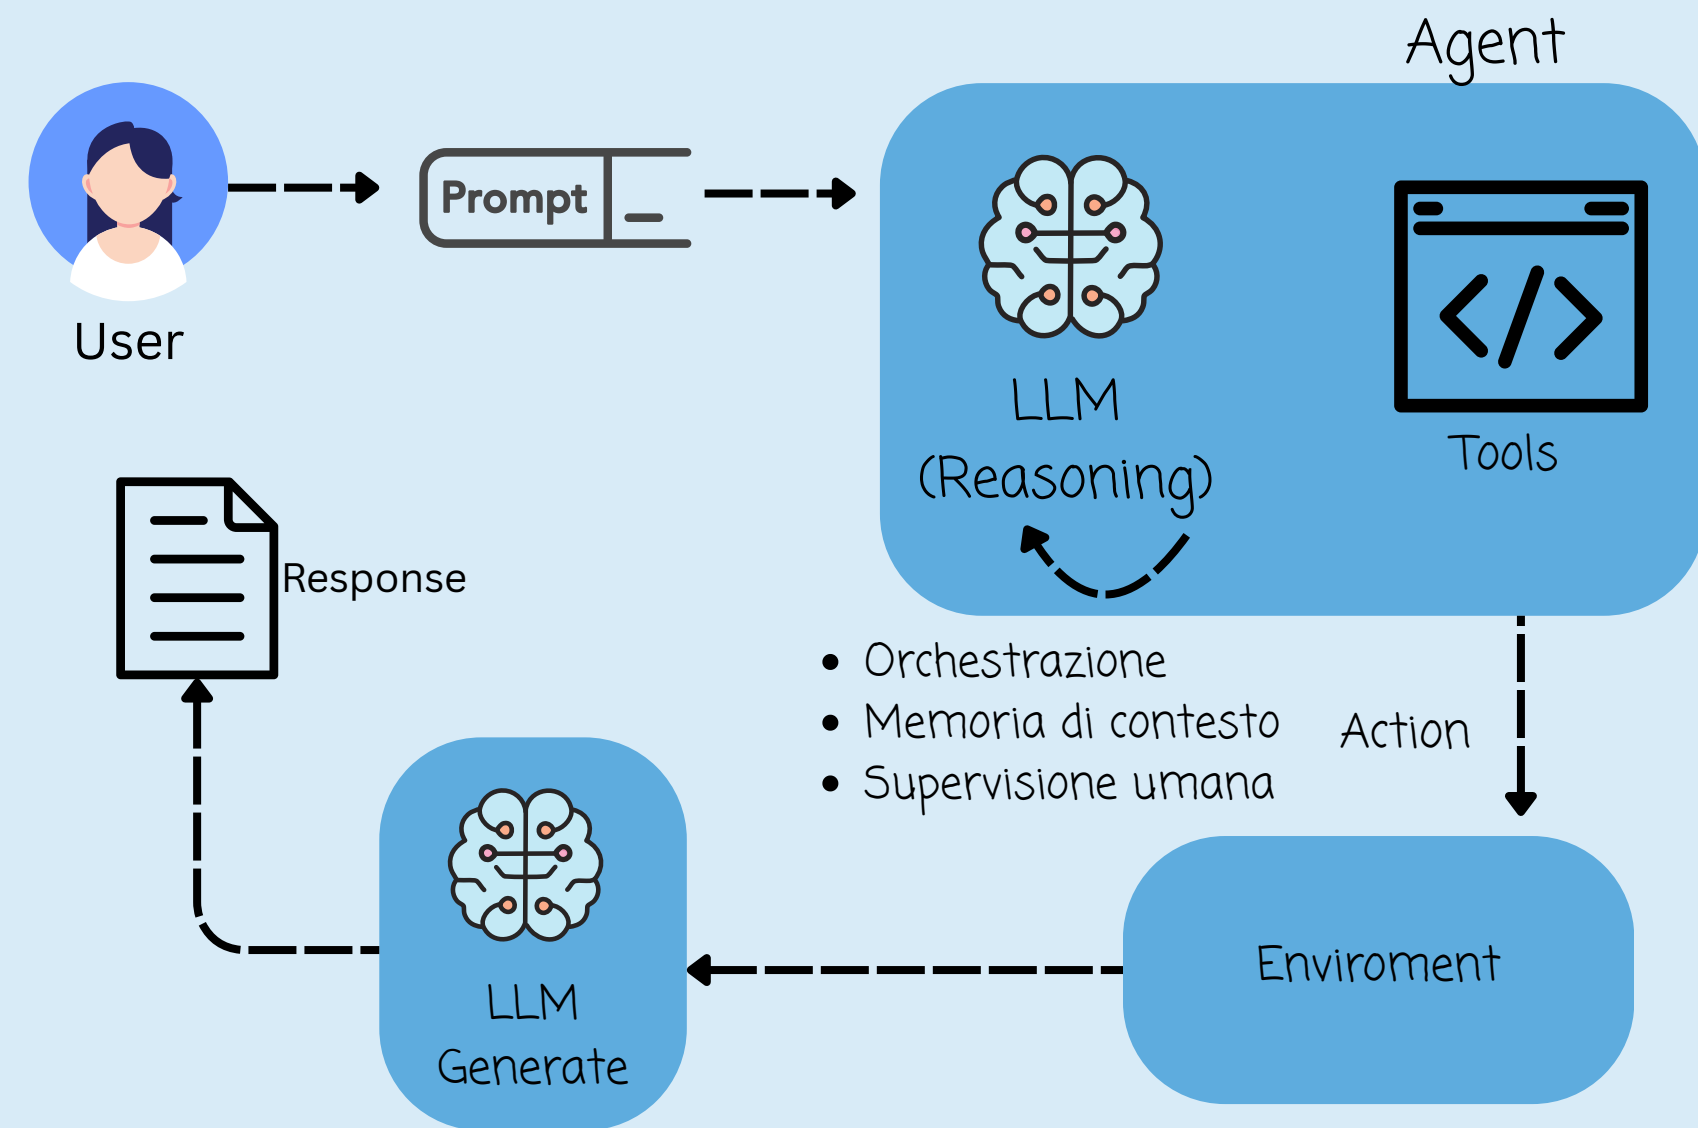 Agent
Prompt
User
LLM
(Reasoning)
Tools
Response
Orchestrazione
Memoria di contesto
Supervisione umana
Action
Enviroment
LLM
Generate